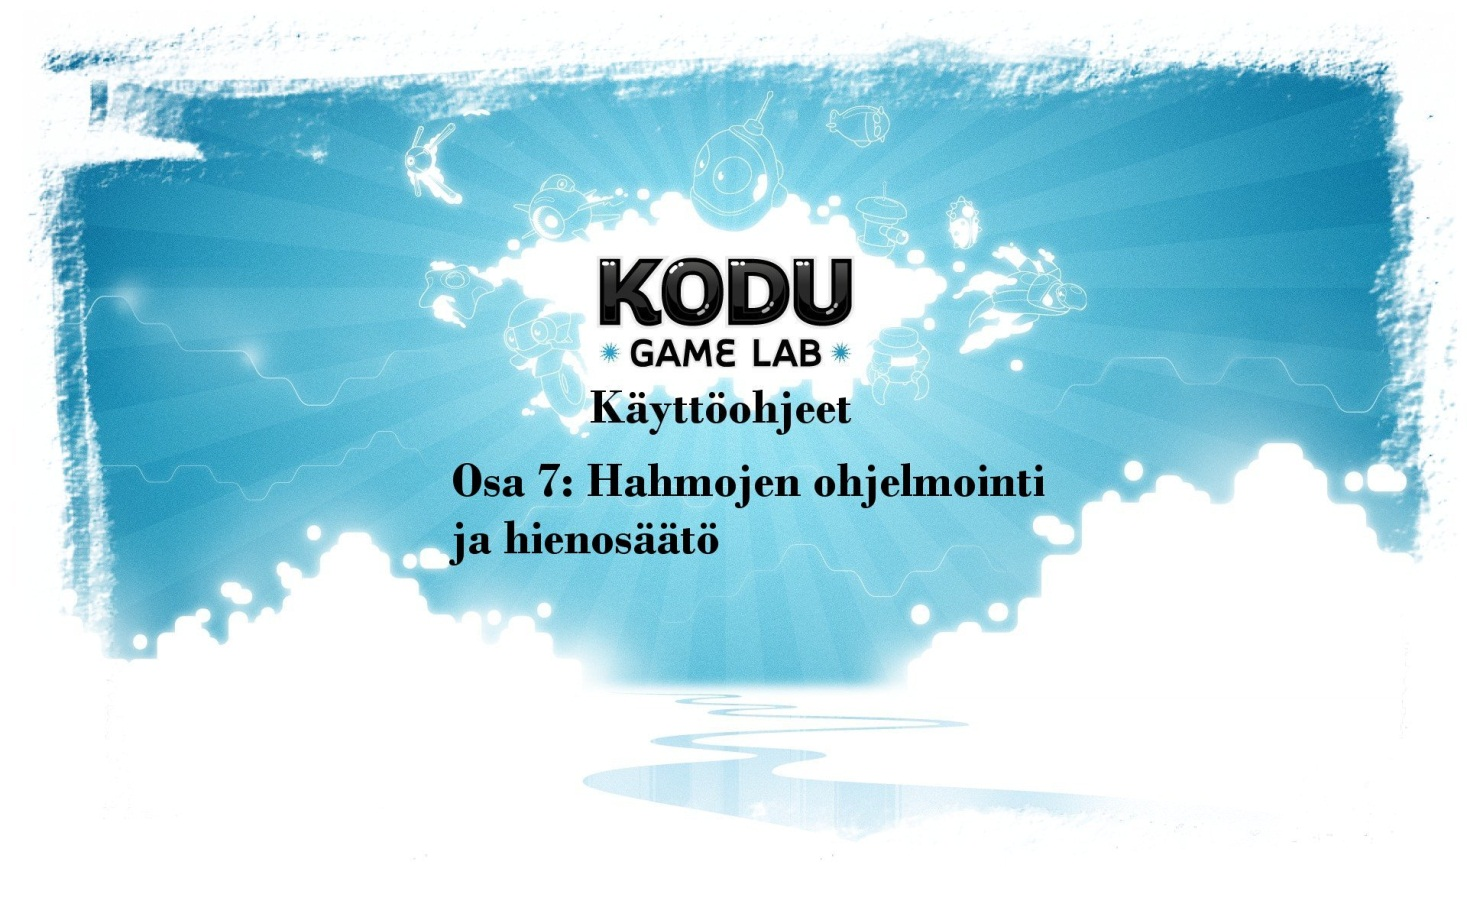 KODU
GAME LAB
Käyttöohjeet
Osa 7: Hahmojen ohjelmointi
ja hienosäätö